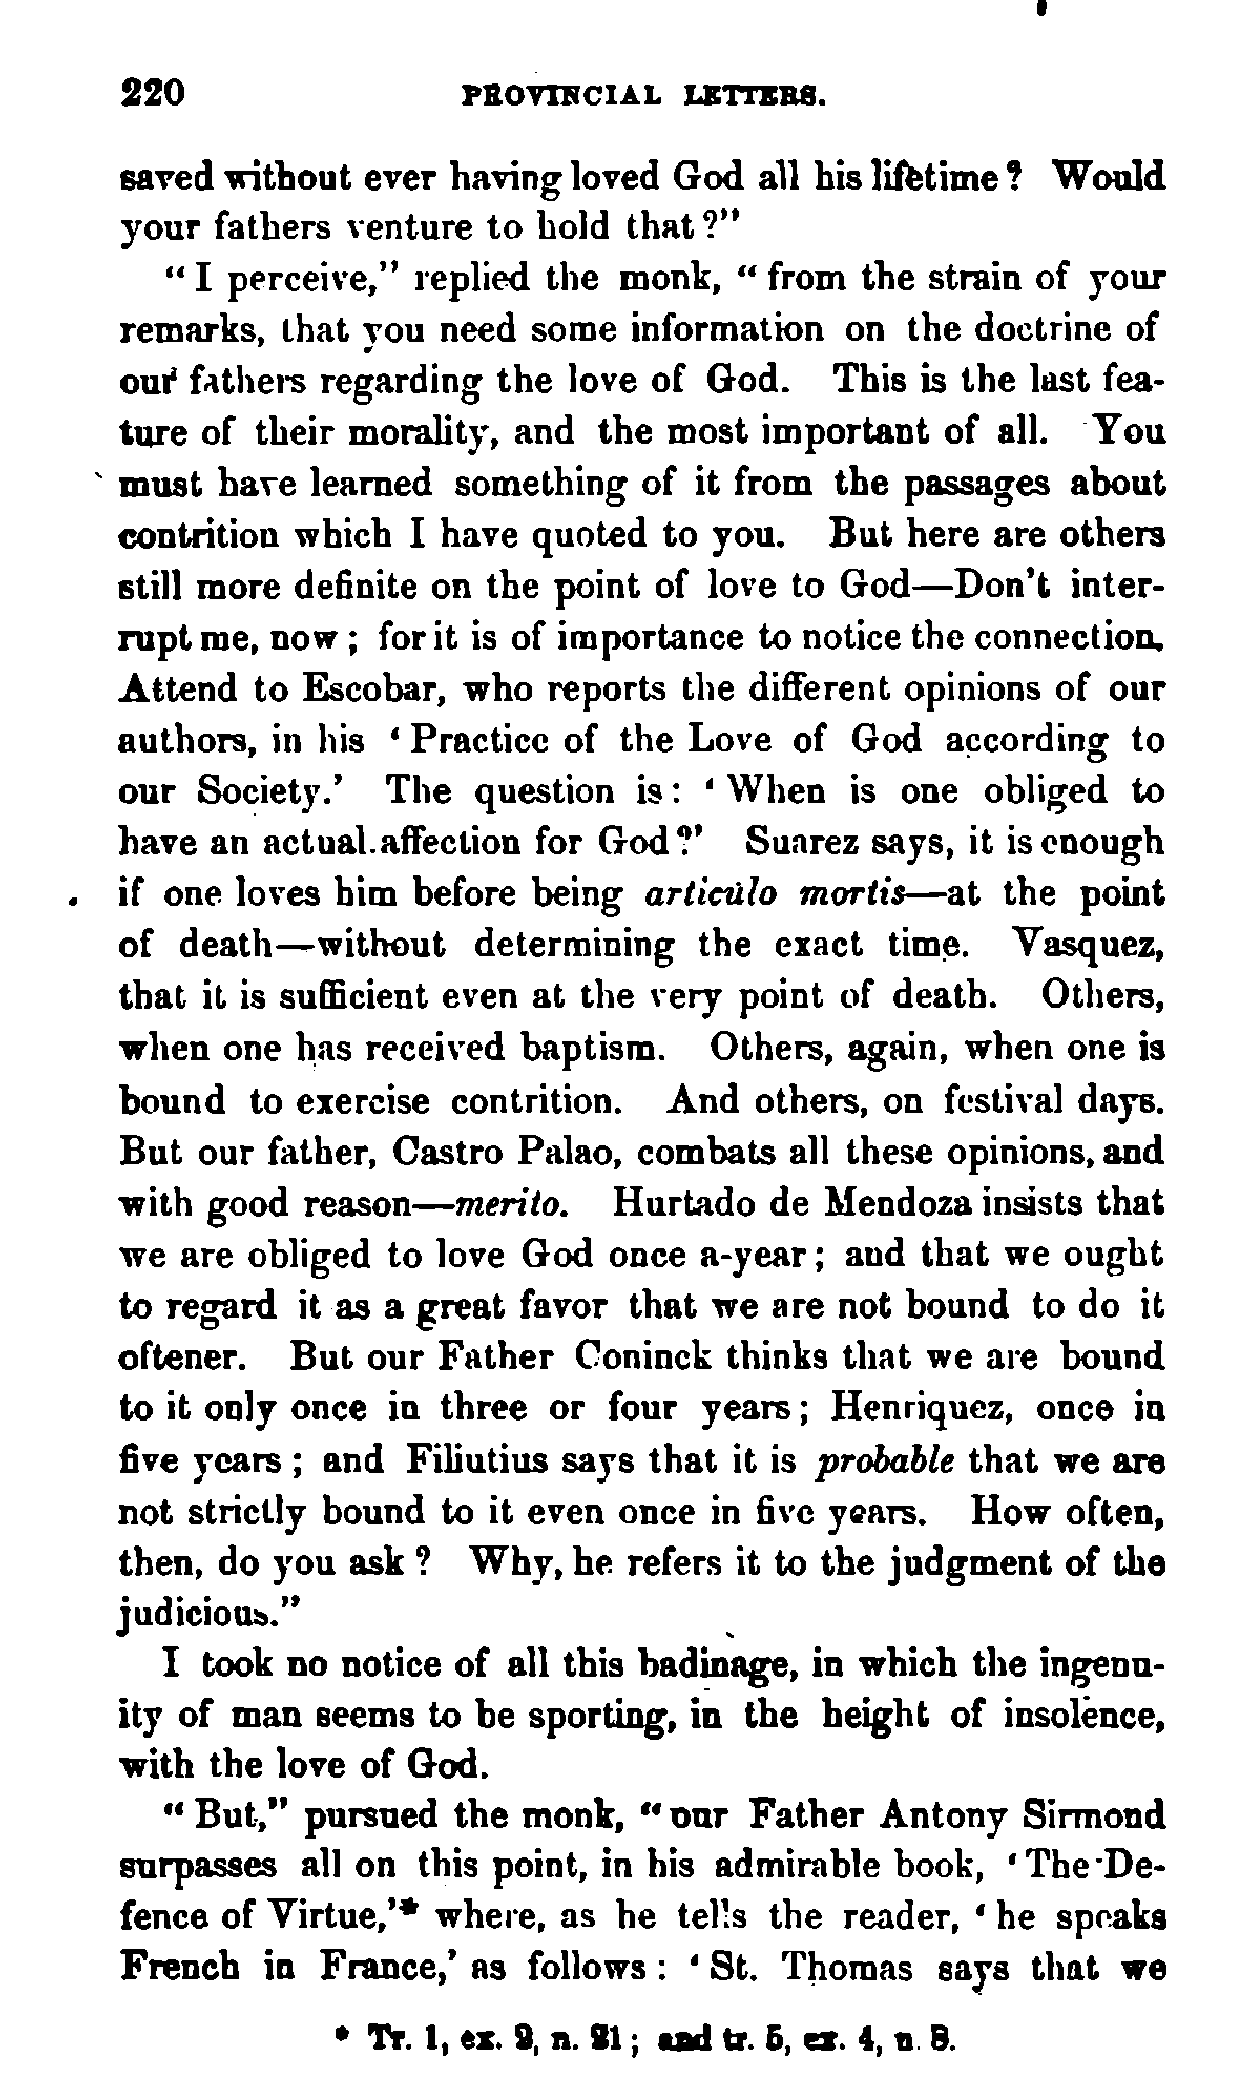 220 PROVINCIAL LETTERS.
saved without ever having loved God all his lifetime? Would
your fathers venture to hold that?"
"I perceive," replied the monk, "from the strain of your
remarks, that you need some information on the doctrine of
our fathers regarding the love of God. This is the last fea-
ture of their morality, and the most important of all. You
must have learned something of it from the passages about
contrition which I have quoted to you. But here are others
still more definite on the point of love to God—Don't inter-
rupt me, now; for it is of importance to notice the connection.
Attend to Escobar, who reports the different opinions of our
authors, in his 'Practice of the Love of God according to
our Society.' The question is: 'When is one obliged to
have an actual affection for God?' Suarez says, it is enough
if one loves him before being articulo mortis—at the point
of death—without determining the exact time. Vasquez,
that it is sufficient even at the very point of death. Others,
when one has received baptism. Others, again, when one is
bound to exercise contrition. And others, on festival days.
But our father, Castro Palao, combats all these opinions, and
with good reason—merito. Hurtado de Mendoza insists that
we are obliged to love God once a-year; and that we ought
to regard it as a great favor that we are not bound to do it
oftener. But our Father Coninck thinks that we are bound
to it only once in three or four years; Henriquez, once in
five years; and Filiutius says that it is probable that we are
not strictly bound to it even once in five years. How often,
then, do you ask? Why, he refers it to the judgment of the
judicious."
I took no notice of all this badinage, in which the ingenu-
ity of man seems to be sporting, in the height of insolence,
with the love of God.
"But," pursued the monk, "our Father Antony Sirmond
surpasses all on this point, in his admirable book, 'The De-
fence of Virtue,'* where, as he tells the reader, 'he speaks
French in France,' as follows: 'St. Thomas says that we
* Tr. 1, ex. 2, n. 21; and tr. 5, ex. 4, n. 8.